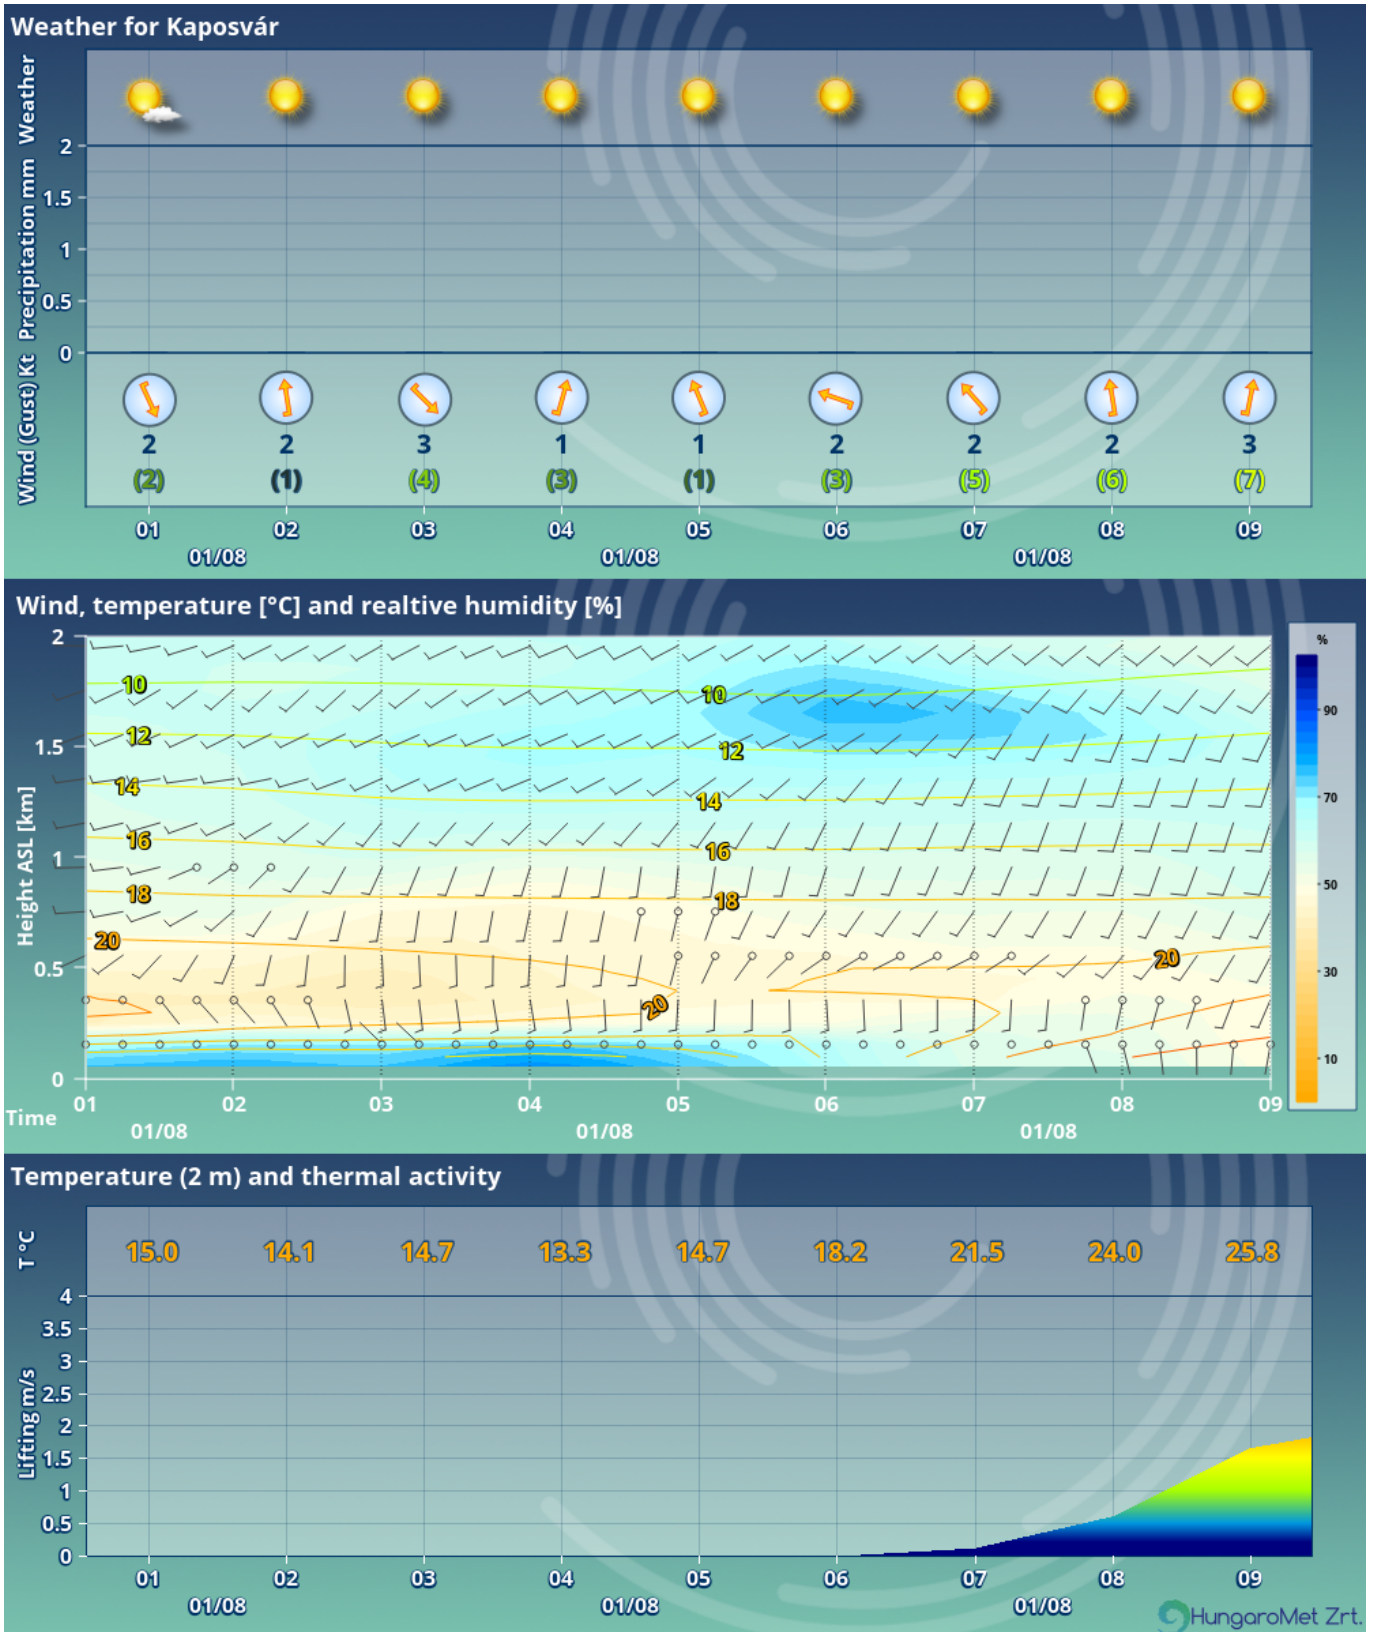 Weather for Kaposvár
Weather
2
1.5
1
0.5
0
Precipitation mm
Wind (Gust) Kt
2 2 3 1 1 2 2 2 3
(2) (1) (4) (3) (1) (3) (5) (6) (7)
01 02 03 04 05 06 07 08 09
01/08 01/08 01/08
Wind, temperature [°C] and realtive humidity [%]
Height ASL [km]
2
1.5
1
0.5
0
10 10
12 12
14 14
16 16
18 18
20 20
20
%
90
70
50
30
10
01 02 03 04 05 06 07 08 09
Time
01/08 01/08 01/08
Temperature (2 m) and thermal activity
T °C
15.0 14.1 14.7 13.3 14.7 18.2 21.5 24.0 25.8
Lifting m/s
4
3.5
3
2.5
2
1.5
1
0.5
0
01 02 03 04 05 06 07 08 09
01/08 01/08 01/08
HungaroMet Zrt.